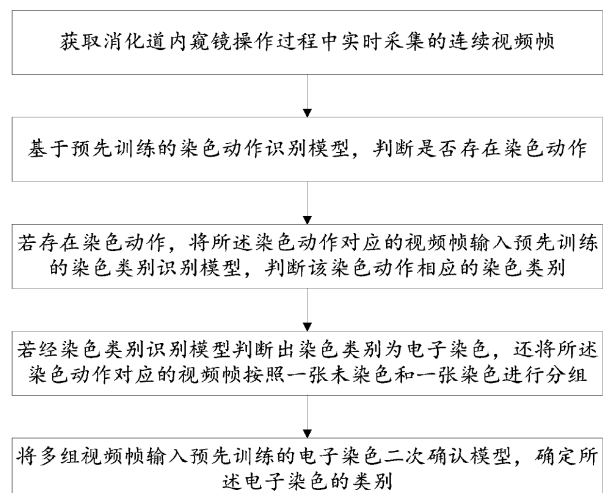 获取消化道内窥镜操作过程中实时采集的连续视频帧
基于预先训练的染色动作识别模型，判断是否存在染色动作
若存在染色动作，将所述染色动作对应的视频帧输入预先训练
的染色类别识别模型，判断该染色动作相应的染色类别
若经染色类别识别模型判断出染色类别为电子染色，还将所述
染色动作对应的视频帧按照一张未染色和一张染色进行分组
将多组视频帧输入预先训练的电子染色二次确认模型，确定所
述电子染色的类别